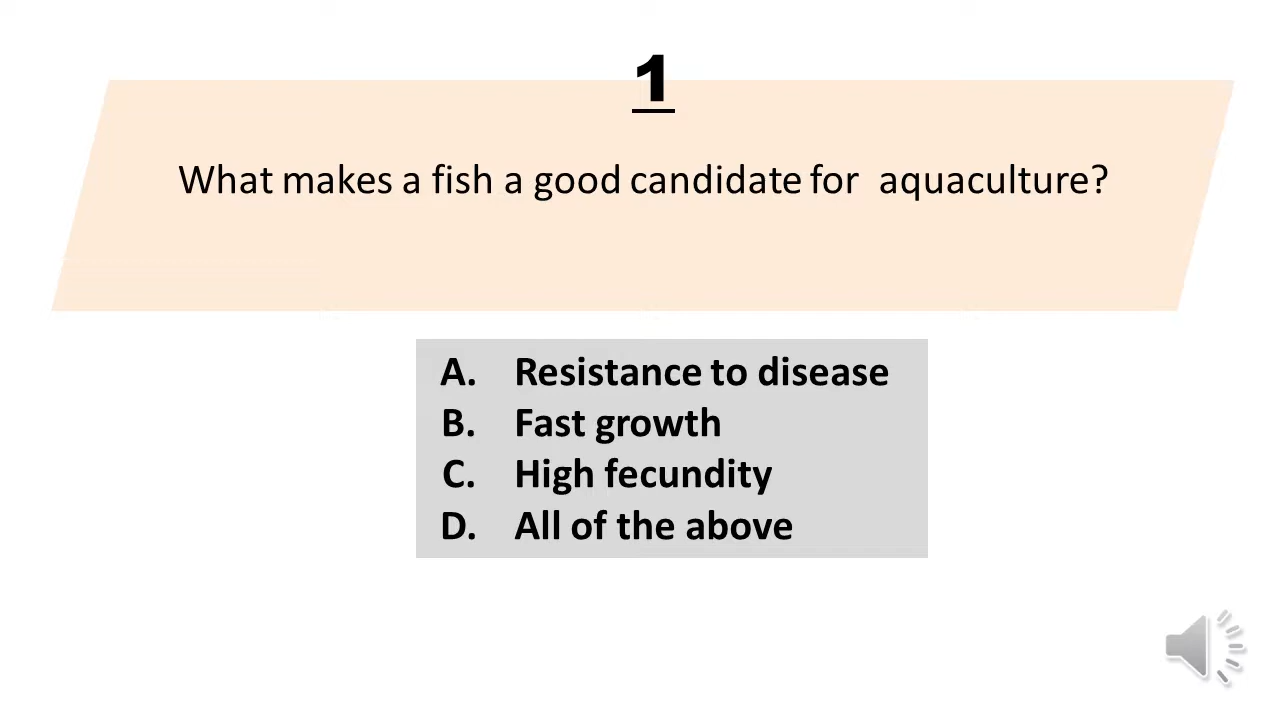 1
What makes a fish a good candidate for  aquaculture?
A. Resistance to disease
B. Fast growth
C. High fecundity
D. All of the above